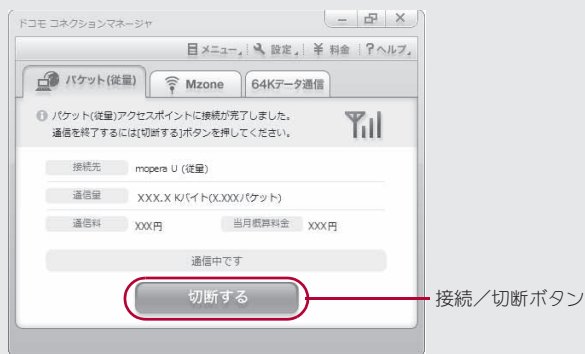 ドコモ コネクションマネージャ
メニュー 設定 ¥ 料金 ? ヘルプ
パケット(従量) Mzone 64Kデータ通信
パケット(従量)アクセスポイントに接続が完了しました。
通信を終了するには[切断する]ボタンを押してください。
接続先 mopera U (従量)
通信量 XXX.X Kバイト(X.XXXパケット)
通信料 XXX円 当月概算料金 XXX円
通信中です
切断する
接続/切断ボタン